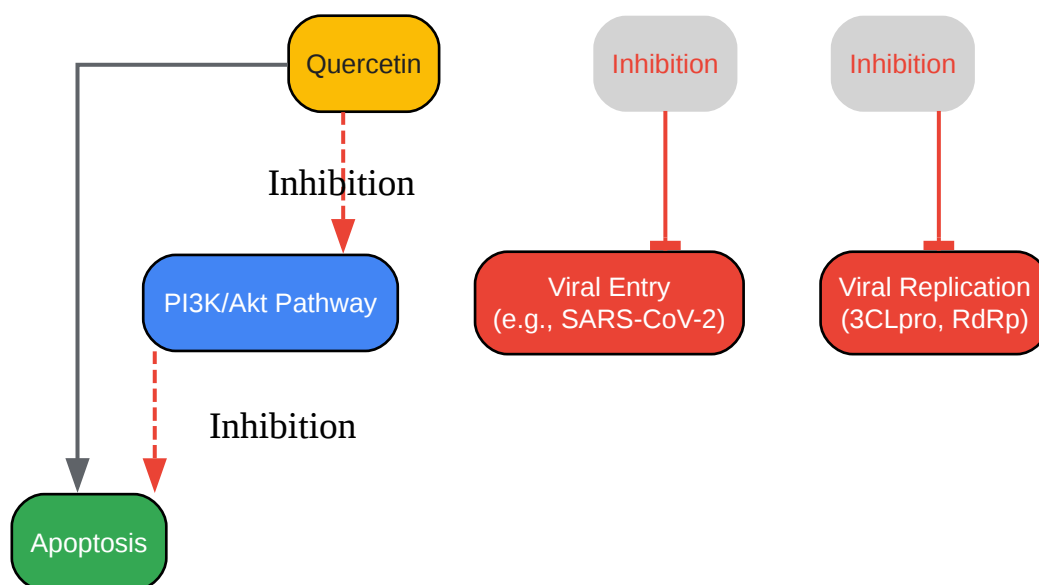 Quercetin
Inhibition
Inhibition
Inhibition
PI3K/Akt Pathway
Viral Entry
(e.g., SARS-CoV-2)
Viral Replication
(3CLpro, RdRp)
Inhibition
Apoptosis